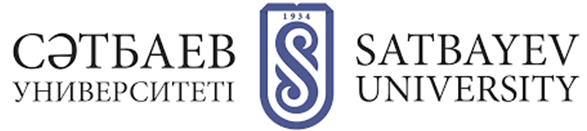 СӘТБАЕВ
УНИВЕРСИТЕТІ
1934
SATBAYEV
UNIVERSITY